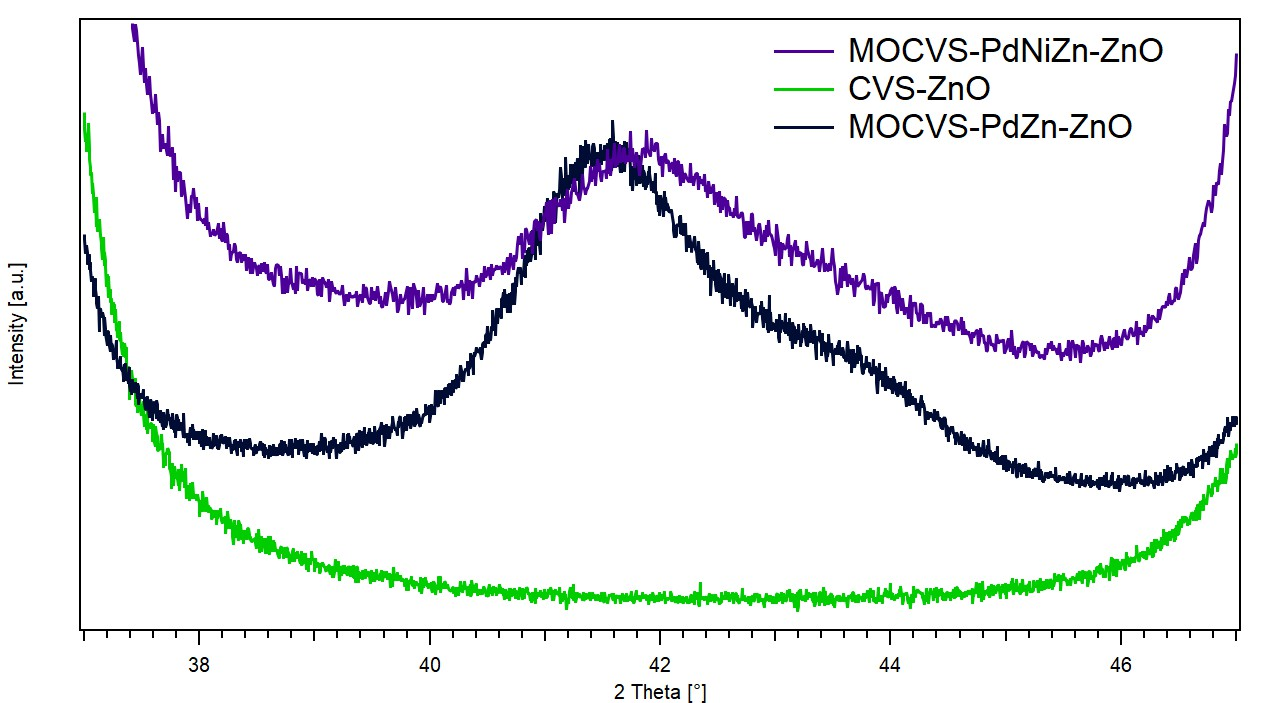 MOCVS-PdNiZn-ZnO
CVS-ZnO
MOCVS-PdZn-ZnO
Intensity [a.u.]
38 40 42 44 46
2 Theta [°]